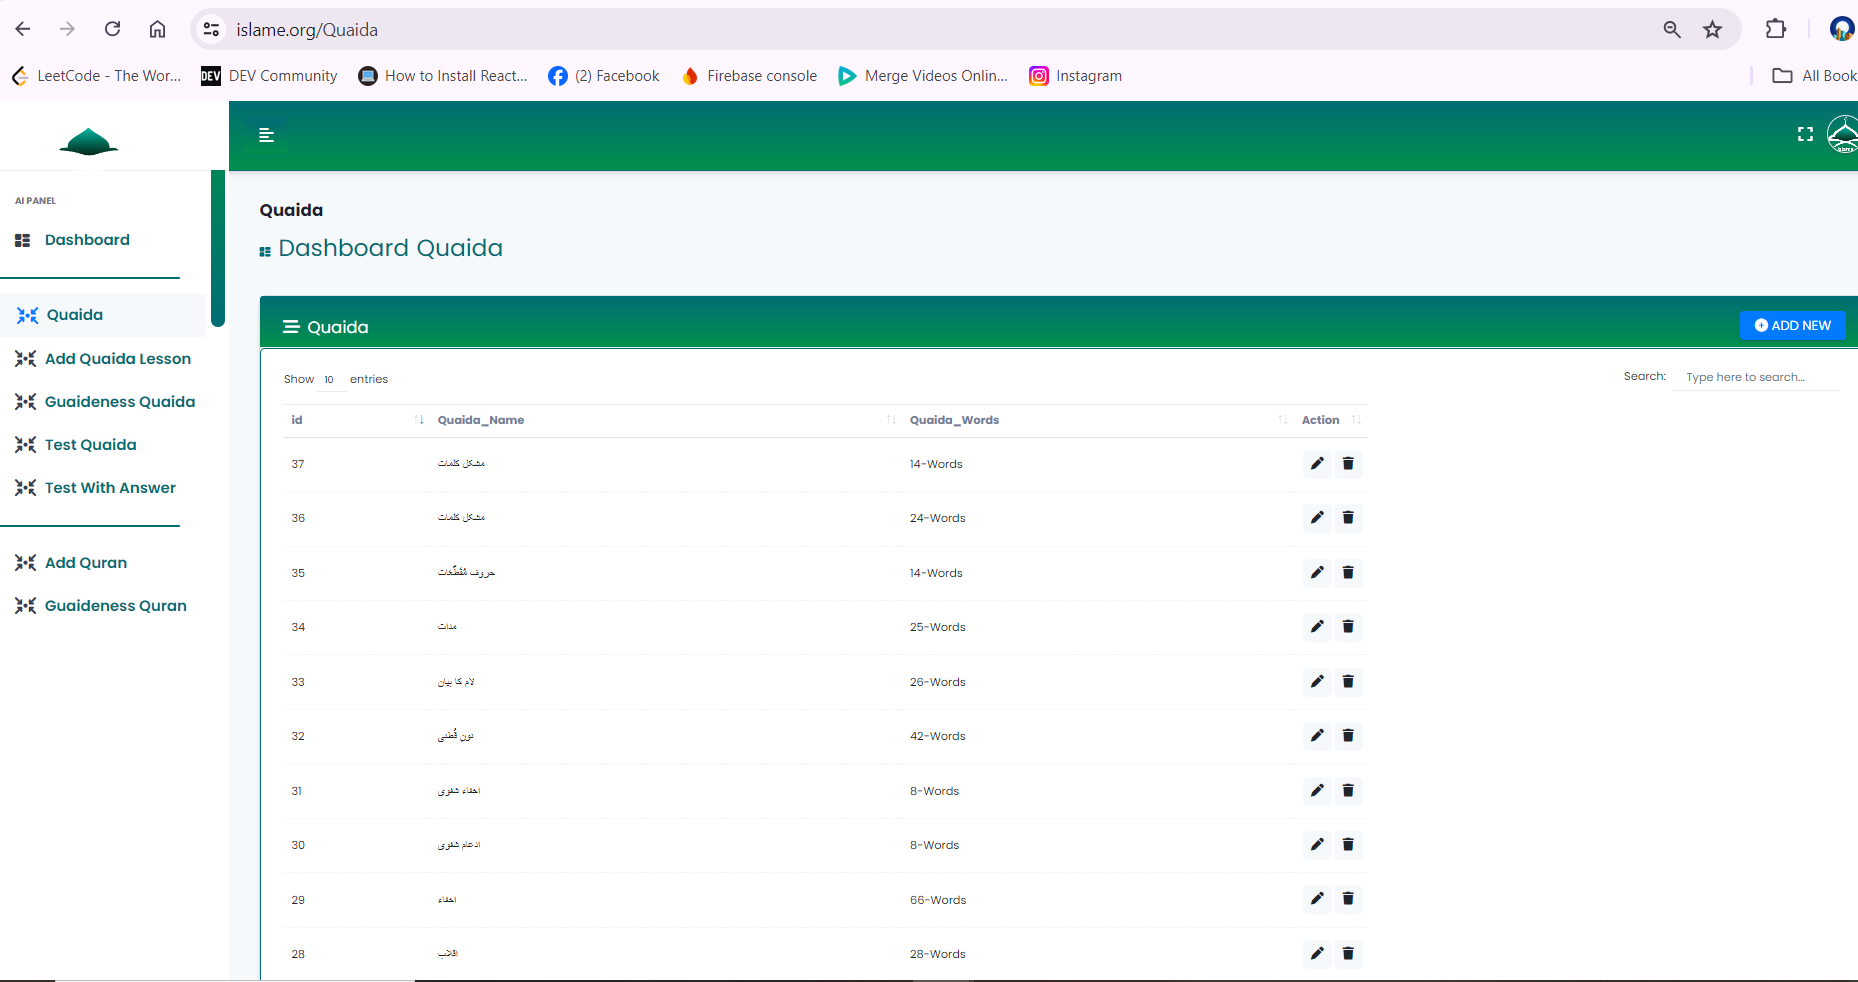 islame.org/Quaida
LeetCode - The Wor...
DEV Community
How to Install React...
(2) Facebook
Firebase console
Merge Videos Onlin...
Instagram
All Book
AI PANEL
Dashboard
Quaida
Add Quaida Lesson
Guaideness Quaida
Test Quaida
Test With Answer
Add Quran
Guaideness Quran
Quaida
Dashboard Quaida
Quaida
ADD NEW
Show 10 entries
Search: Type here to search...
id Quaida_Name Quaida_Words Action
37 مشکل کلمات 14-Words
36 مشکل کلمات 24-Words
35 حروف مُقَطَّعَات 14-Words
34 مدات 25-Words
33 لام کا بیان 26-Words
32 نون قُطنی 42-Words
31 اخفاء شفوی 8-Words
30 ادغام شفوی 8-Words
29 اخفاء 66-Words
28 اقلاب 28-Words